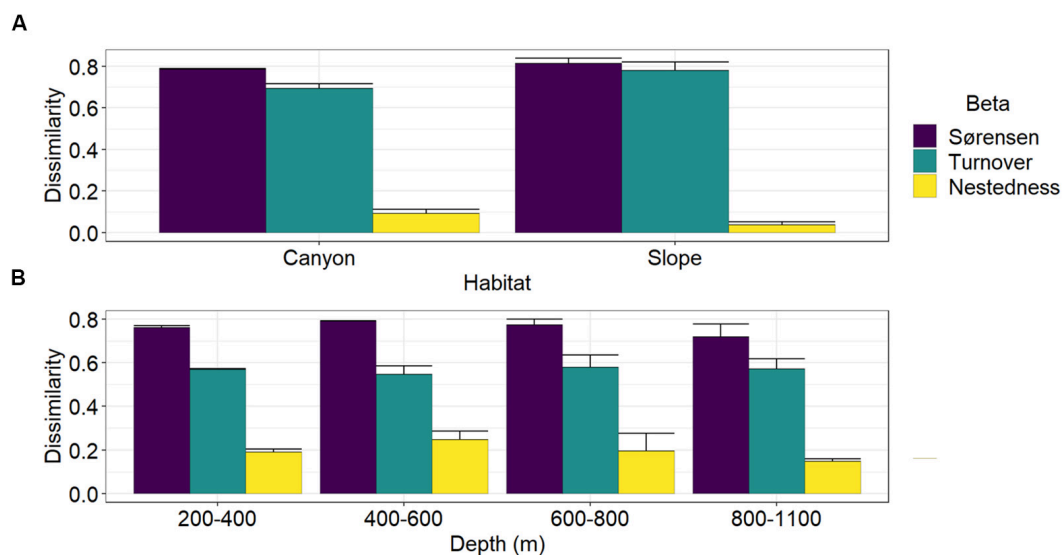 A
Dissimilarity
0.8
0.6
0.4
0.2
0.0
Canyon
Slope
Habitat
Beta
Sørensen
Turnover
Nestedness
B
Dissimilarity
0.8
0.6
0.4
0.2
0.0
200-400
400-600
600-800
800-1100
Depth (m)